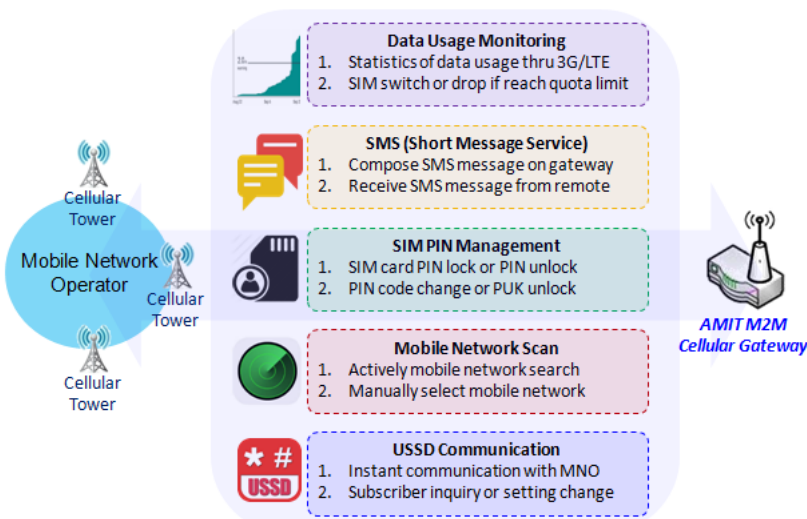 Data Usage Monitoring
1. Statistics of data usage thru 3G/LTE
2. SIM switch or drop if reach quota limit
SMS (Short Message Service)
1. Compose SMS message on gateway
2. Receive SMS message from remote
Cellular
Tower
Mobile Network
Operator
Cellular
Tower
Cellular
Tower
SIM PIN Management
1. SIM card PIN lock or PIN unlock
2. PIN code change or PUK unlock
AMIT M2M
Cellular Gateway
Mobile Network Scan
1. Actively mobile network search
2. Manually select mobile network
* #
USSD
USSD Communication
1. Instant communication with MNO
2. Subscriber inquiry or setting change